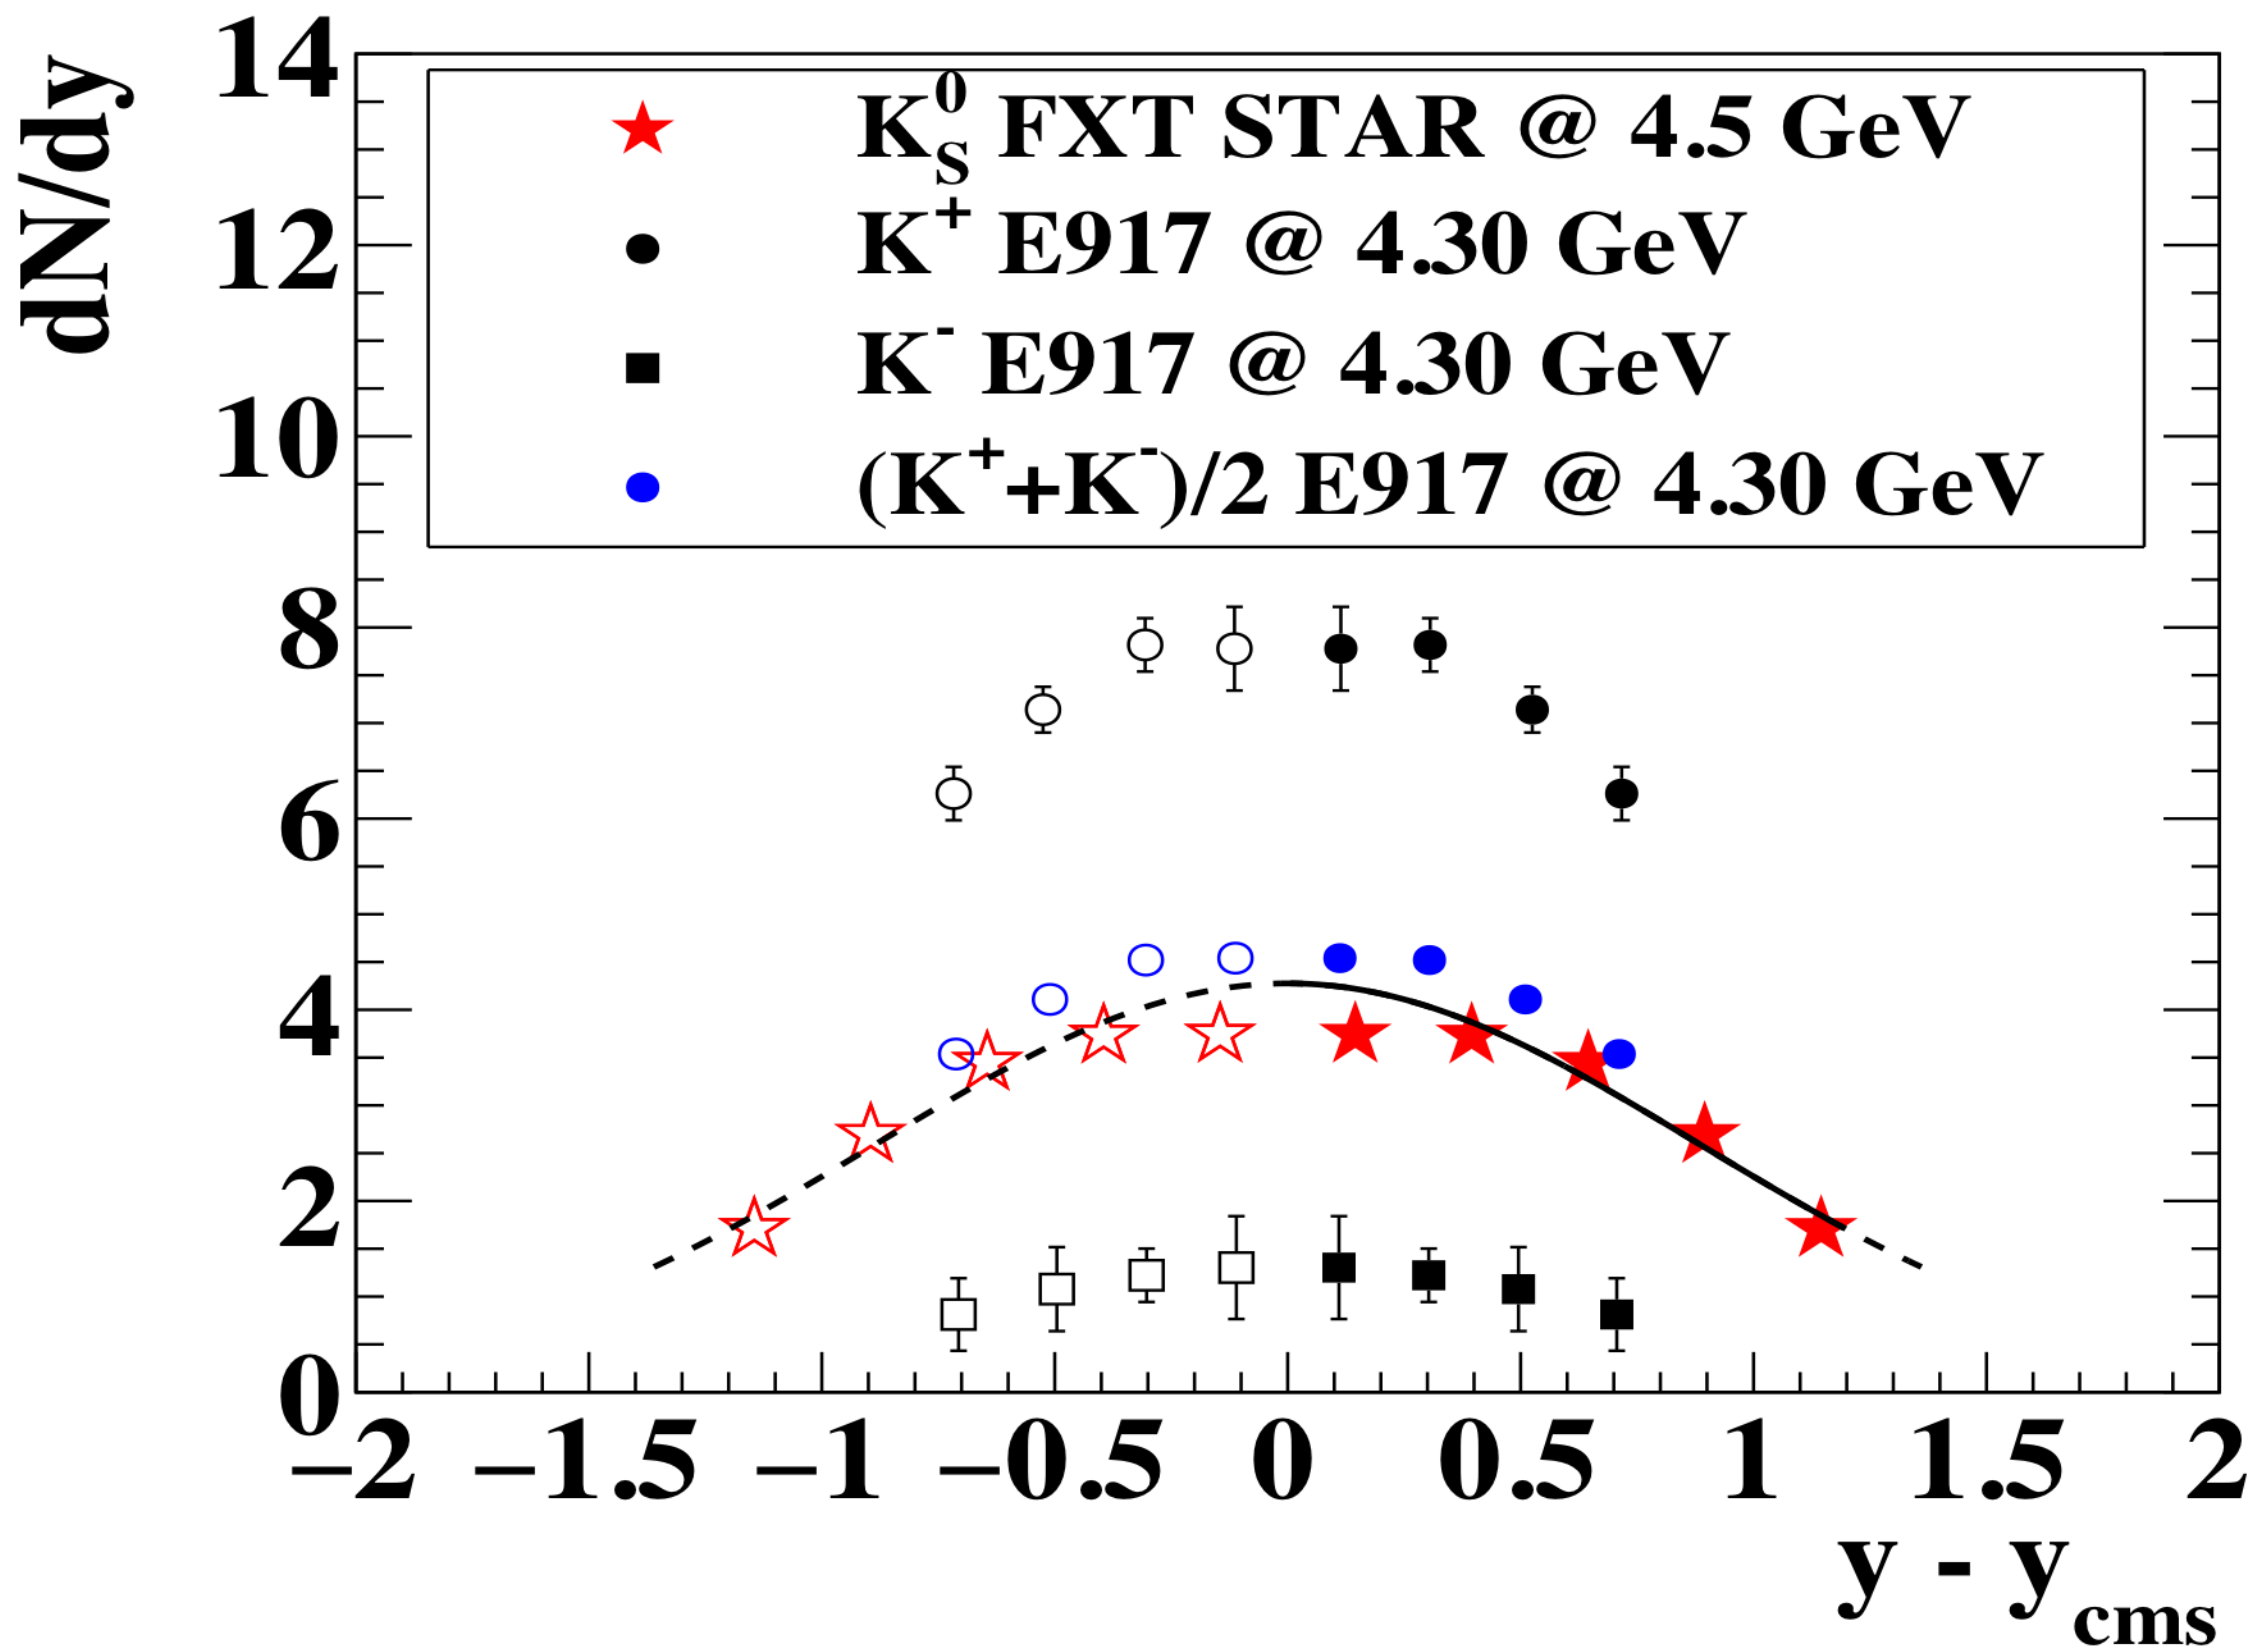 dN/dy
14
12
10
8
6
4
2
0
K⁰_S FXT STAR @ 4.5 GeV
K⁺ E917 @ 4.30 GeV
K⁻ E917 @ 4.30 GeV
(K⁺+K⁻)/2 E917 @ 4.30 GeV
−2 −1.5 −1 −0.5 0 0.5 1 1.5 2
y - y_cms